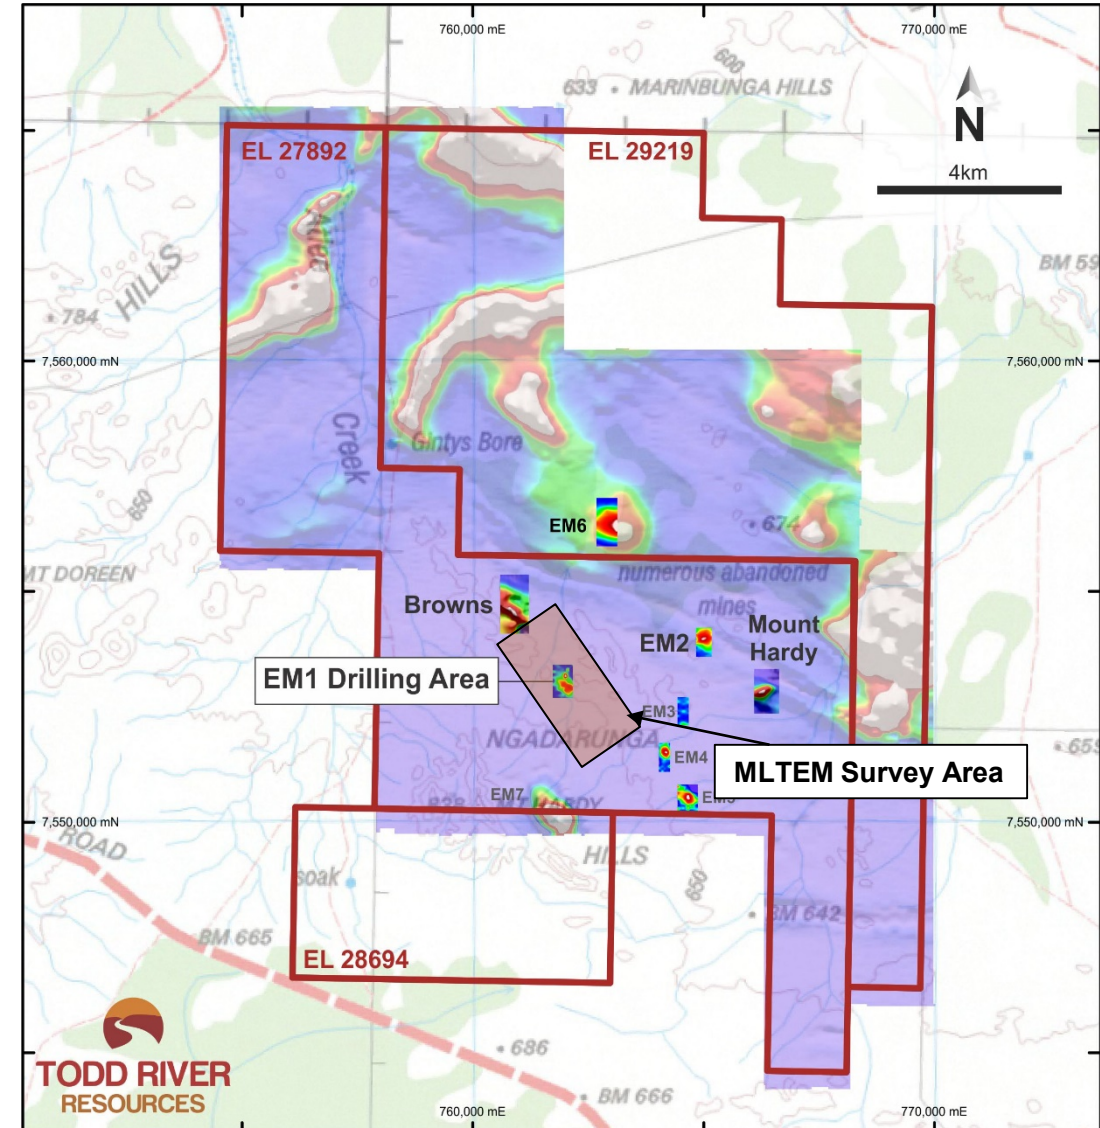 760,000 mE
770,000 mE
600
633 • MARINBUNGA HILLS
N
4km
EL 27892
EL 29219
HILLS
BM 59
784
7,560,000 mN
7,560,000 mN
Creek
Gintys Bore
650
EM6
674
MT DOREEN
numerous abandoned
mines
Browns
EM2
Mount
Hardy
EM1 Drilling Area
EM3
NGADARUNGA
EM4
MLTEM Survey Area
EM7
HARDY
7,550,000 mN
7,550,000 mN
ROAD
HILLS
soak
650
BM 642
BM 665
EL 28694
TODD RIVER
RESOURCES
686
BM 666
760,000 mE
770,000 mE